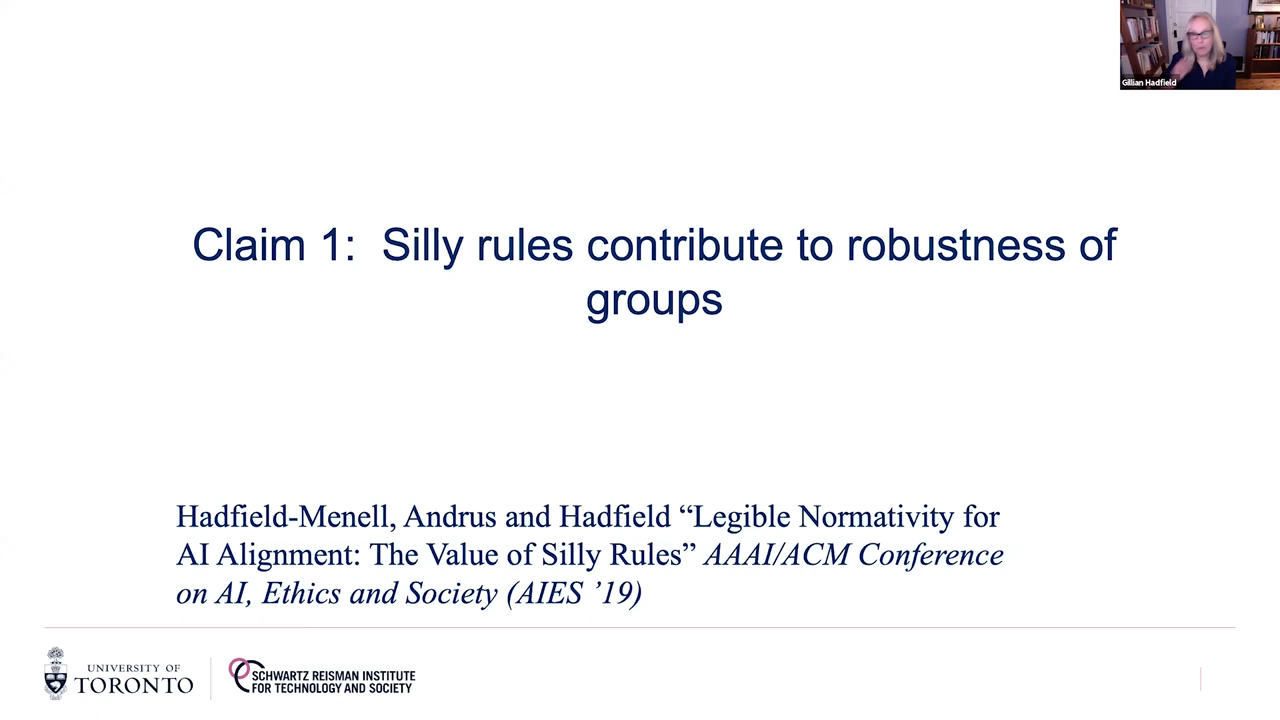 Gillian Hadfield
Claim 1:  Silly rules contribute to robustness of
groups
Hadfield-Menell, Andrus and Hadfield “Legible Normativity for
AI Alignment: The Value of Silly Rules” AAAI/ACM Conference
on AI, Ethics and Society (AIES ’19)
UNIVERSITY OF
TORONTO
SCHWARTZ REISMAN INSTITUTE
FOR TECHNOLOGY AND SOCIETY